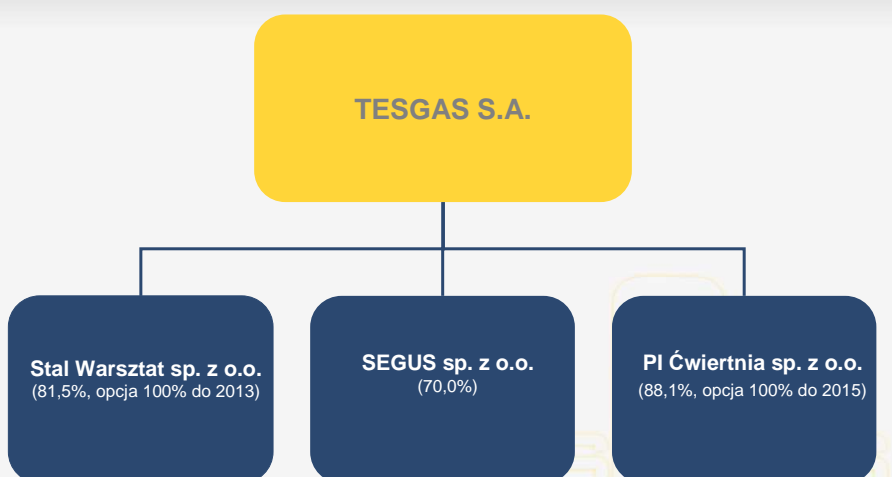 TESGAS S.A.
Stal Warsztat sp. z o.o.
(81,5%, opcja 100% do 2013)
SEGUS sp. z o.o.
(70,0%)
PI Ćwiertnia sp. z o.o.
(88,1%, opcja 100% do 2015)